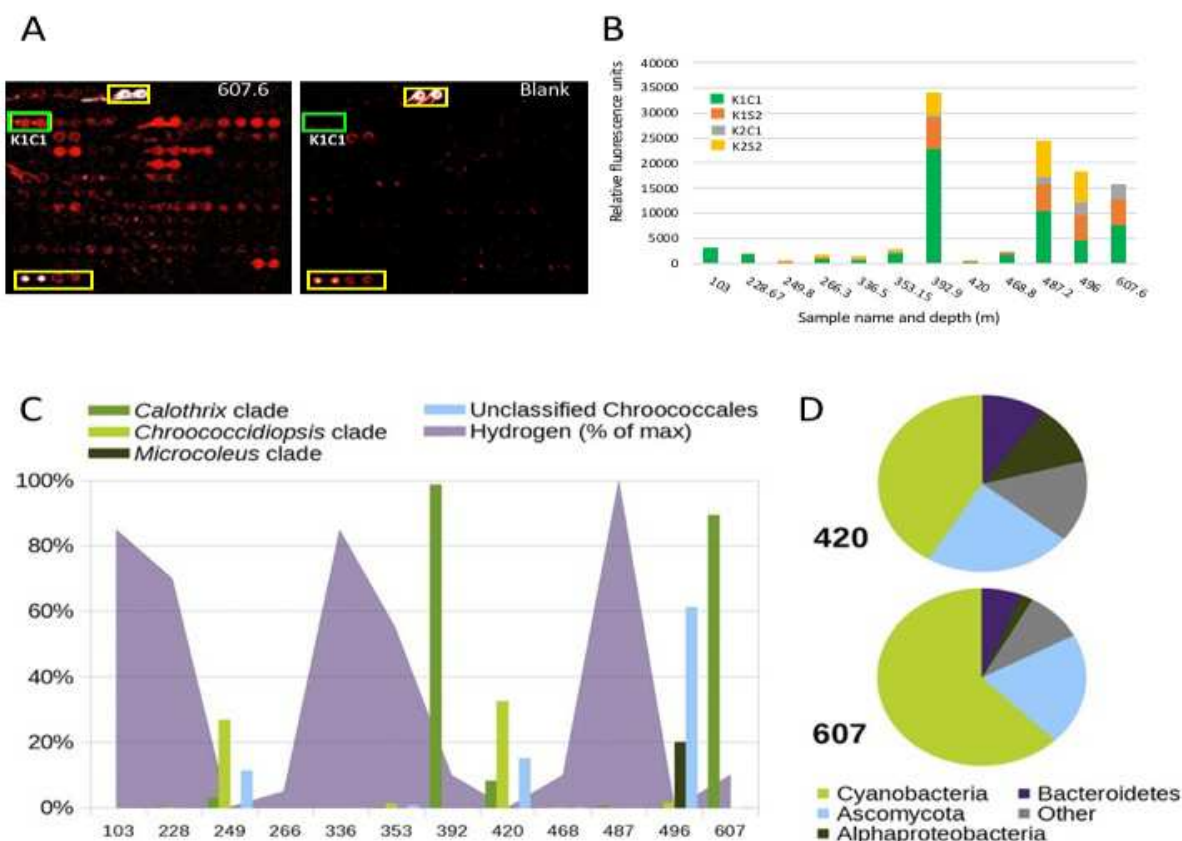 A
607.6
K1C1
Blank
K1C1
B
Relative fluorescence units
40000
35000
30000
25000
20000
15000
10000
5000
0
K1C1
K1S2
K2C1
K2S2
103 228.67 249.8 266.3 336.5 353.15 392.9 420 468.8 487.2 496 607.6
Sample name and depth (m)
C
Calothrix clade
Chroococcidiopsis clade
Microcoleus clade
Unclassified Chroococcales
Hydrogen (% of max)
100%
80%
60%
40%
20%
0%
103 228 249 266 336 353 392 420 468 487 496 607
D
420
607
Cyanobacteria
Ascomycota
Alphaproteobacteria
Bacteroidetes
Other